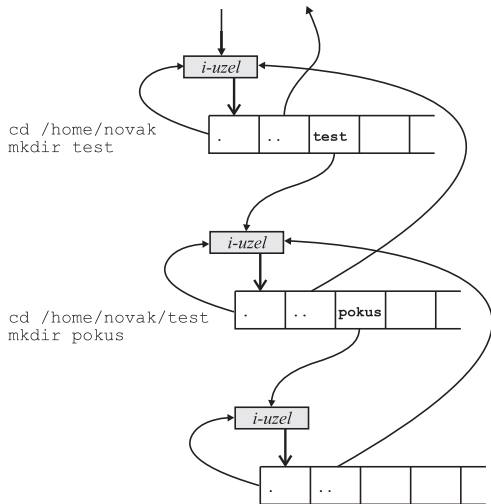 i-uzel
cd /home/novak
mkdir test
. .. test
i-uzel
cd /home/novak/test
mkdir pokus
. .. pokus
i-uzel
. ..